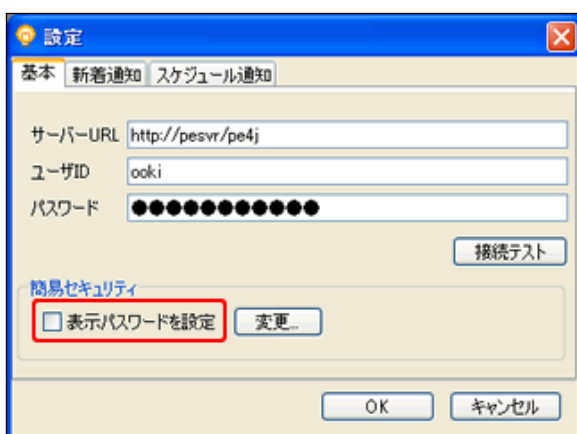 設定
基本 新着通知 スケジュール通知
サーバーURL http://pesvr/pe4j
ユーザID ooki
パスワード ●●●●●●●●●●●
接続テスト
簡易セキュリティ
表示パスワードを設定 変更...
OK キャンセル